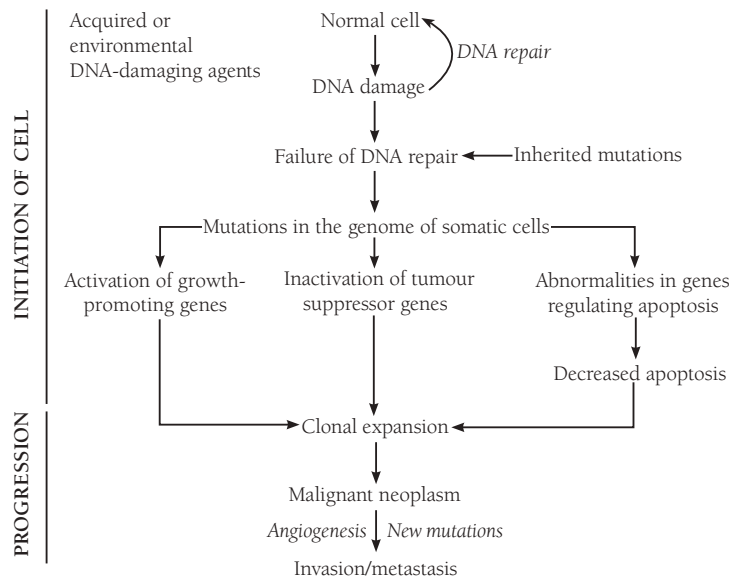 Acquired or
environmental
DNA-damaging agents
Normal cell
DNA repair
DNA damage
Failure of DNA repair
Inherited mutations
Mutations in the genome of somatic cells
Activation of growth-
promoting genes
Inactivation of tumour
suppressor genes
Abnormalities in genes
regulating apoptosis
Decreased apoptosis
Clonal expansion
Malignant neoplasm
Angiogenesis
New mutations
Invasion/metastasis
INITIATION OF CELL
PROGRESSION